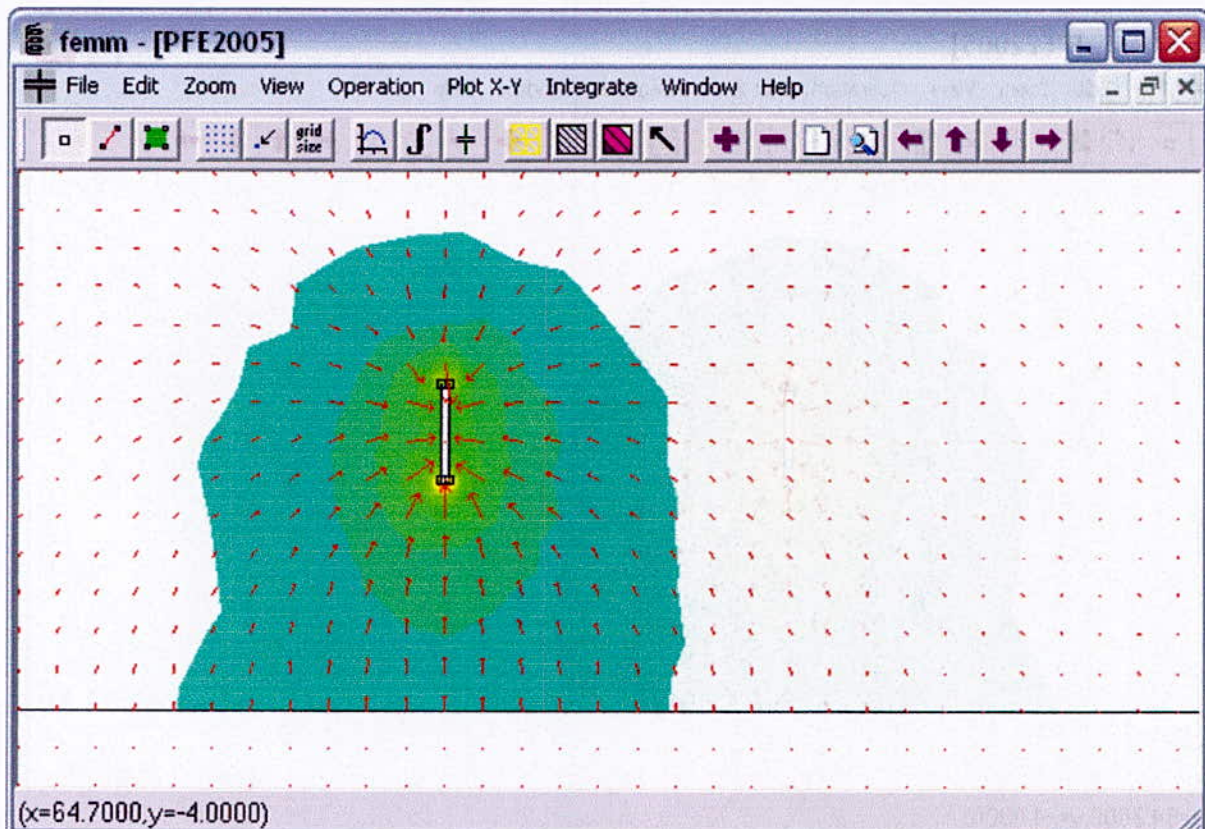 femm - [PFE2005]
File Edit Zoom View Operation Plot X-Y Integrate Window Help
grid size
(x=64.7000,y=-4.0000)